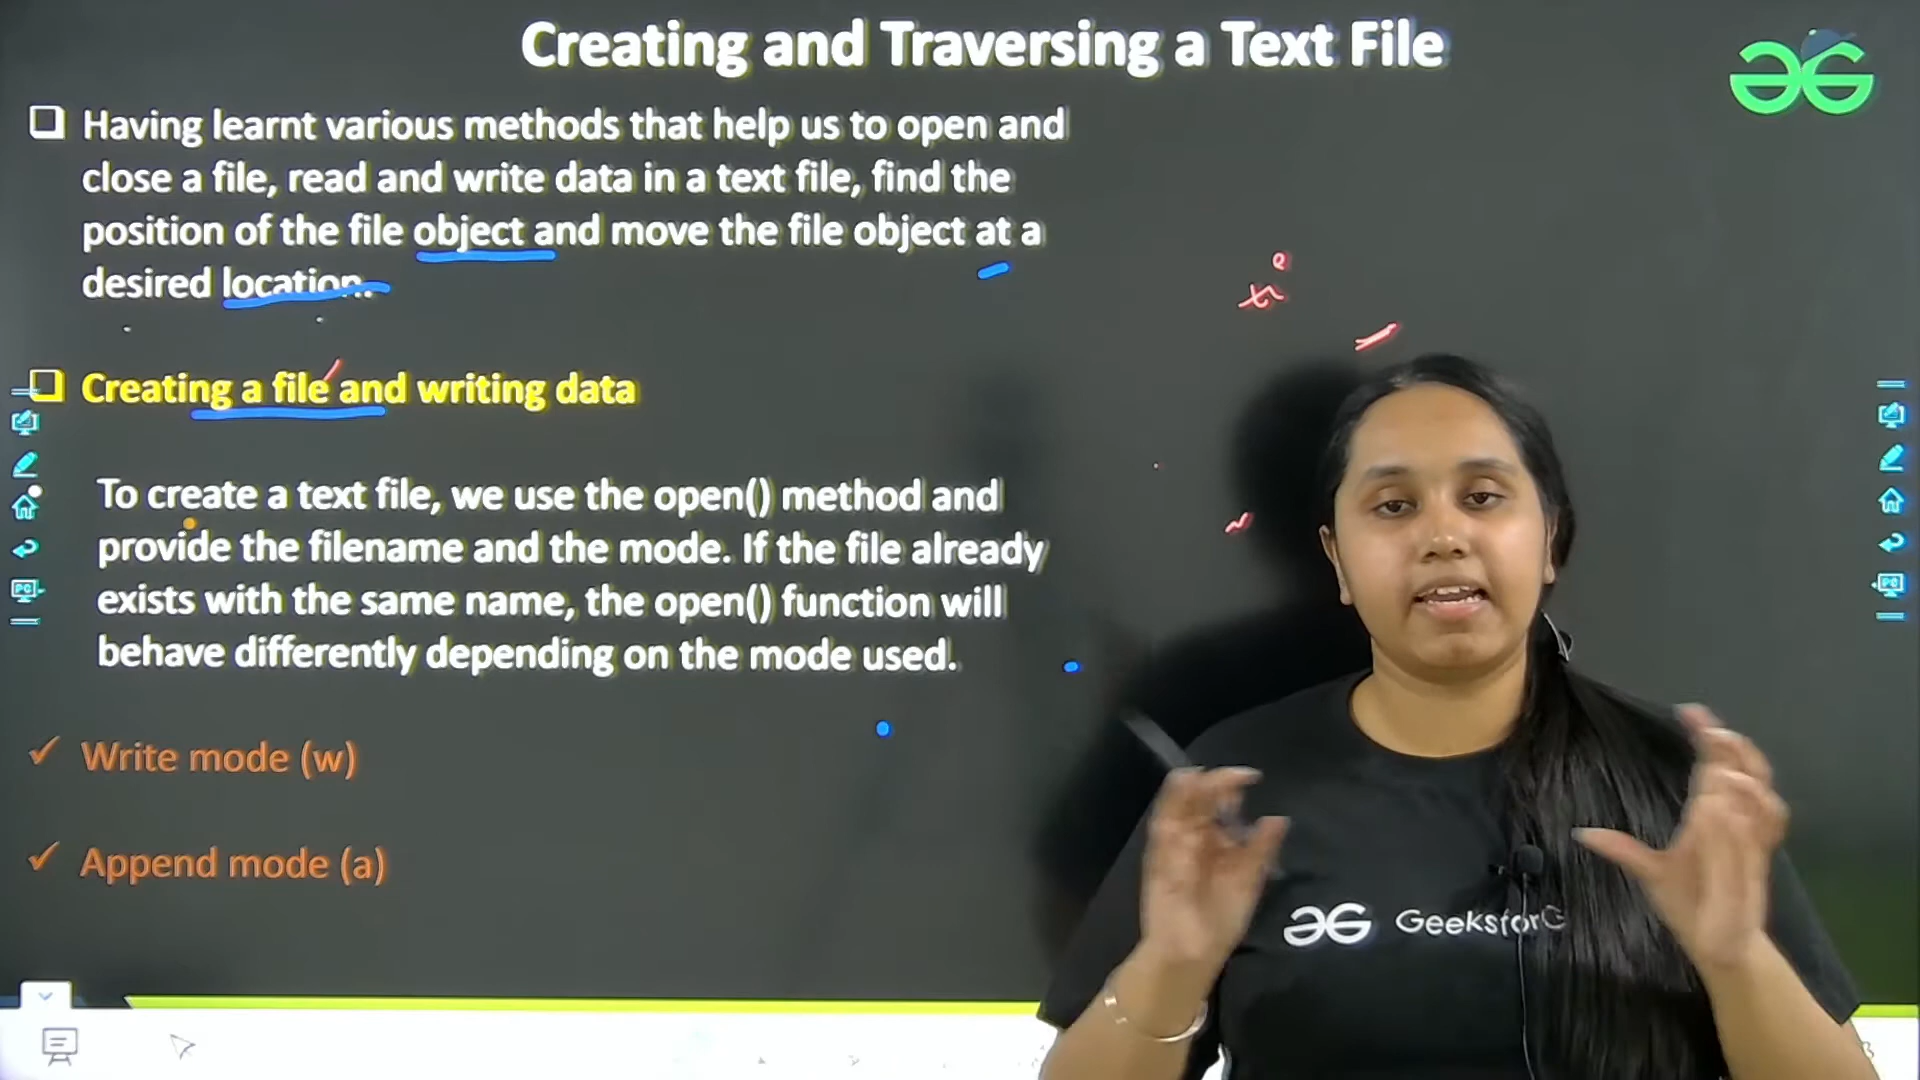 Creating and Traversing a Text File
Having learnt various methods that help us to open and
close a file, read and write data in a text file, find the
position of the file object and move the file object at a
desired location.
Creating a file and writing data
To create a text file, we use the open() method and
provide the filename and the mode. If the file already
exists with the same name, the open() function will
behave differently depending on the mode used.
Write mode (w)
Append mode (a)
PC
PC
GeeksforG